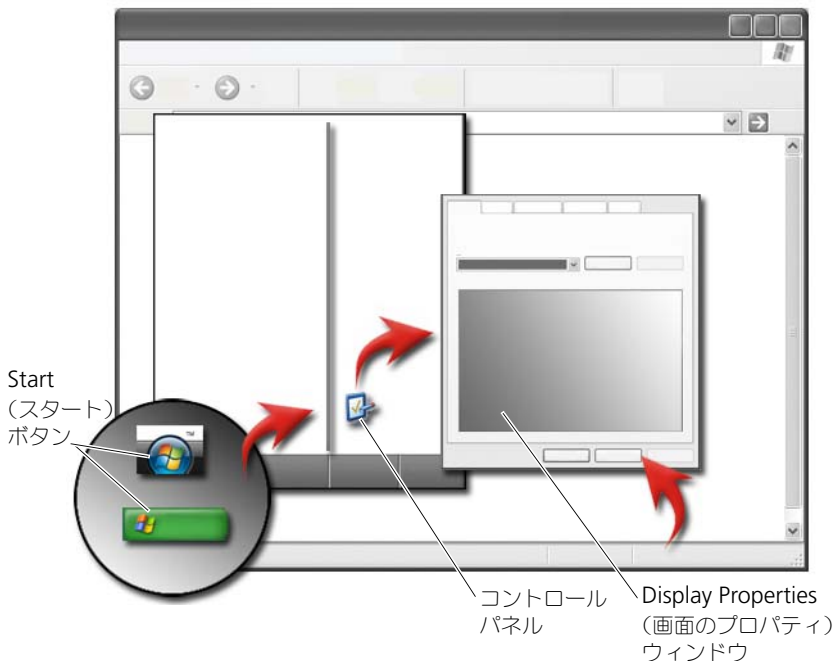 Start
(スタート)
ボタン
TM
コントロール
パネル
Display Properties
(画面のプロパティ)
ウィンドウ